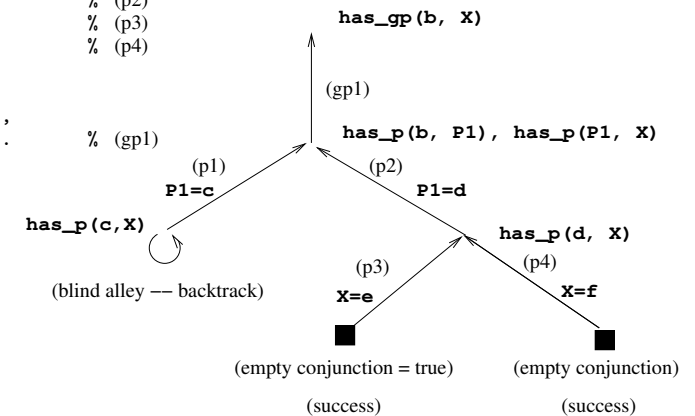 % (p2)
has_gp(b, X)
% (p3)
% (p4)
(gp1)
,
. % (gp1)
has_p(b, P1), has_p(P1, X)
(p1)
(p2)
P1=c
P1=d
has_p(c,X)
has_p(d, X)
(p3)
(p4)
(blind alley −− backtrack)
X=e
X=f
(empty conjunction = true)
(empty conjunction)
(success)
(success)